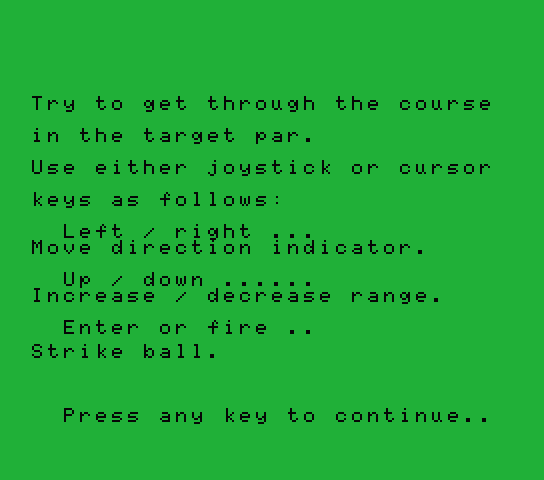 Try to get through the course
in the target par.
Use either joystick or cursor
keys as follows:
Left / right ...
Move direction indicator.
Up / down ......
Increase / decrease range.
Enter or fire ..
Strike ball.
Press any key to continue..